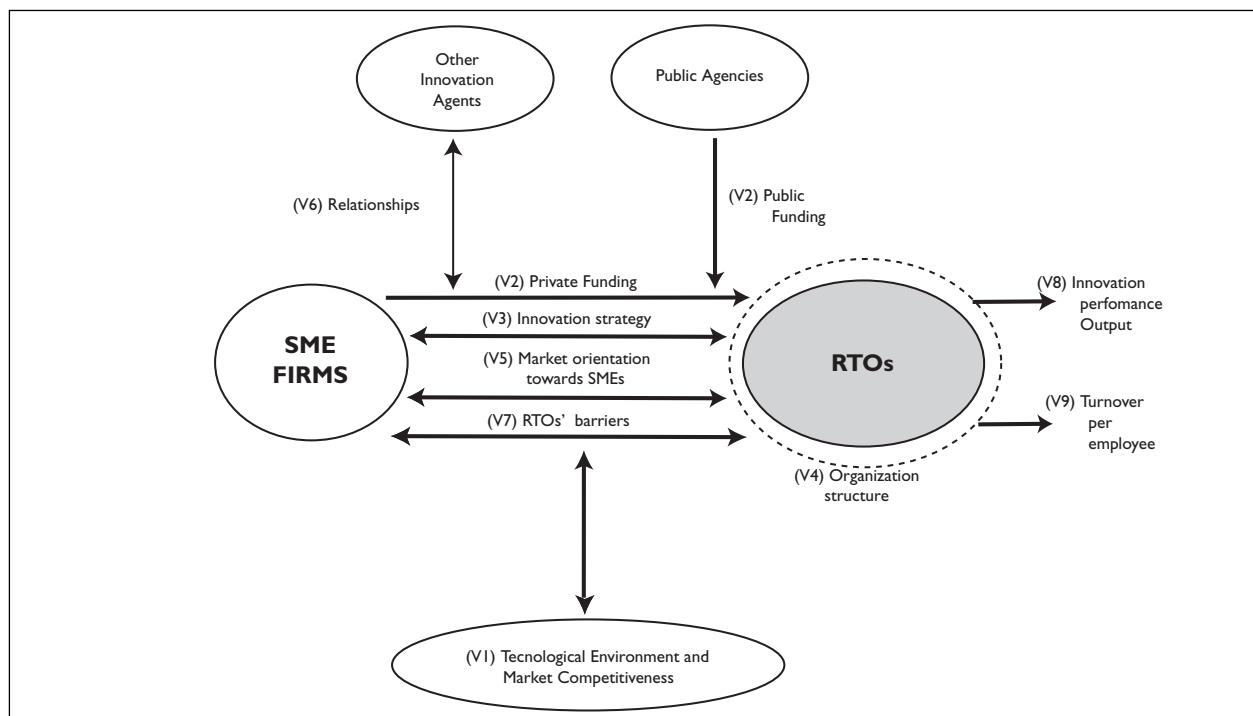 Other
Innovation
Agents
Public Agencies
(V6) Relationships
(V2) Public
Funding
(V2) Private Funding
(V3) Innovation strategy
(V5) Market orientation
towards SMEs
(V7) RTOs’ barriers
SME
FIRMS
RTOs
(V8) Innovation
perfomance
Output
(V9) Turnover
per
employee
(V4) Organization
structure
(V1) Tecnological Environment and
Market Competitiveness